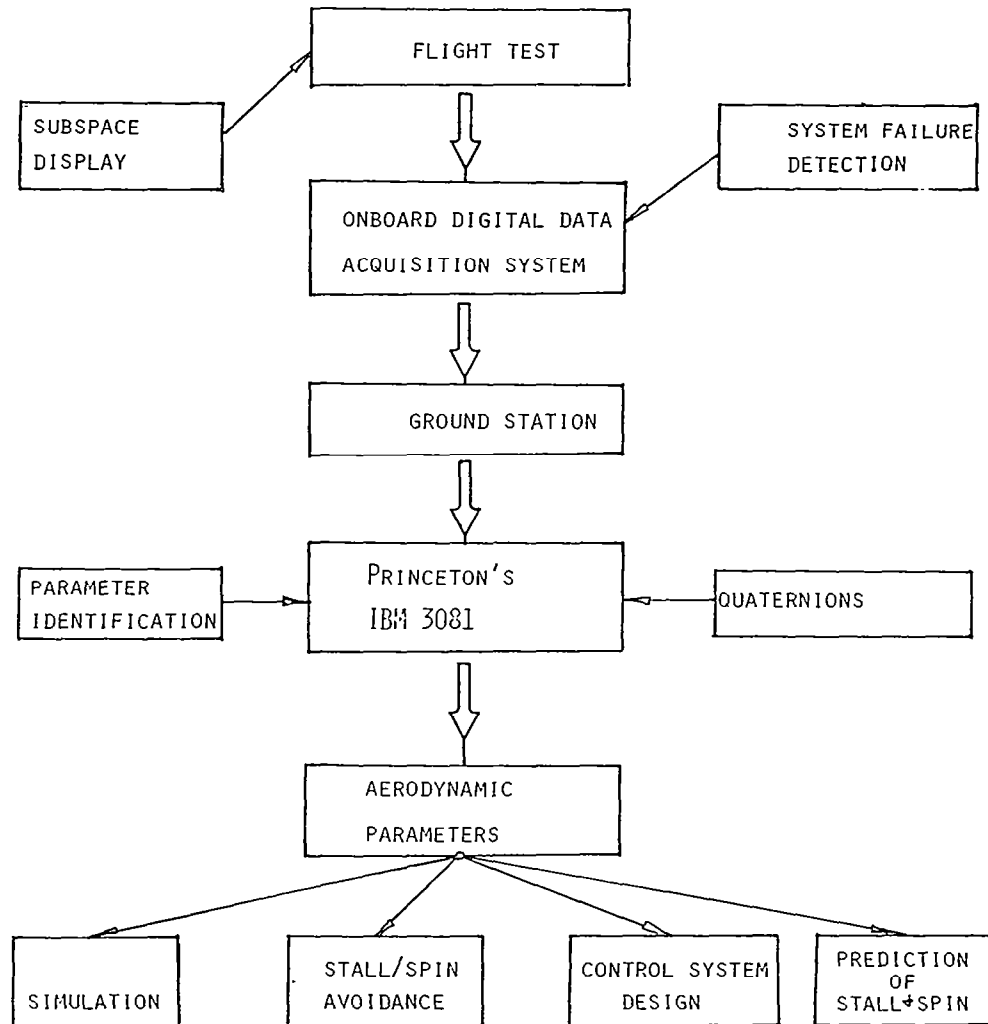 FLIGHT TEST
SUBSPACE
DISPLAY
SYSTEM FAILURE
DETECTION
ONBOARD DIGITAL DATA
ACQUISITION SYSTEM
GROUND STATION
PARAMETER
IDENTIFICATION
PRINCETON'S
IBM 3081
QUATERNIONS
AERODYNAMIC
PARAMETERS
SIMULATION
STALL/SPIN
AVOIDANCE
CONTROL SYSTEM
DESIGN
PREDICTION
OF
STALL&SPIN